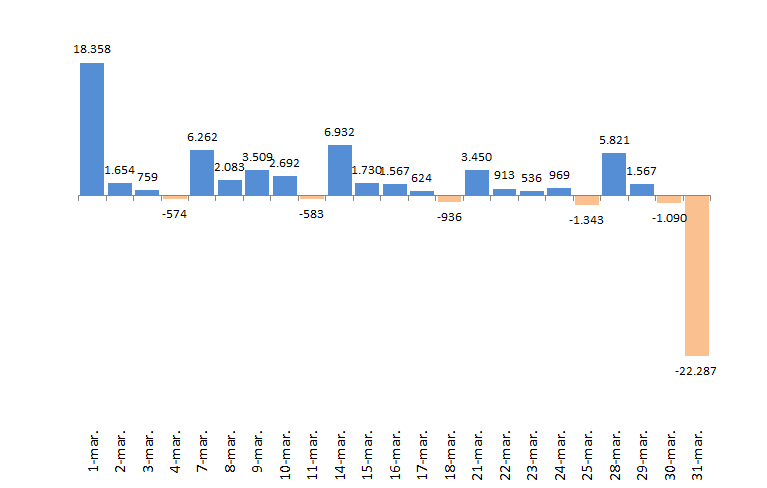 18.358
1.654
759
-574
6.262
2.083
3.509
2.692
-583
6.932
1.730
1.567
624
-936
3.450
913
536
969
-1.343
5.821
1.567
-1.090
-22.287
1-mar.
2-mar.
3-mar.
4-mar.
7-mar.
8-mar.
9-mar.
10-mar.
11-mar.
14-mar.
15-mar.
16-mar.
17-mar.
18-mar.
21-mar.
22-mar.
23-mar.
24-mar.
25-mar.
28-mar.
29-mar.
30-mar.
31-mar.